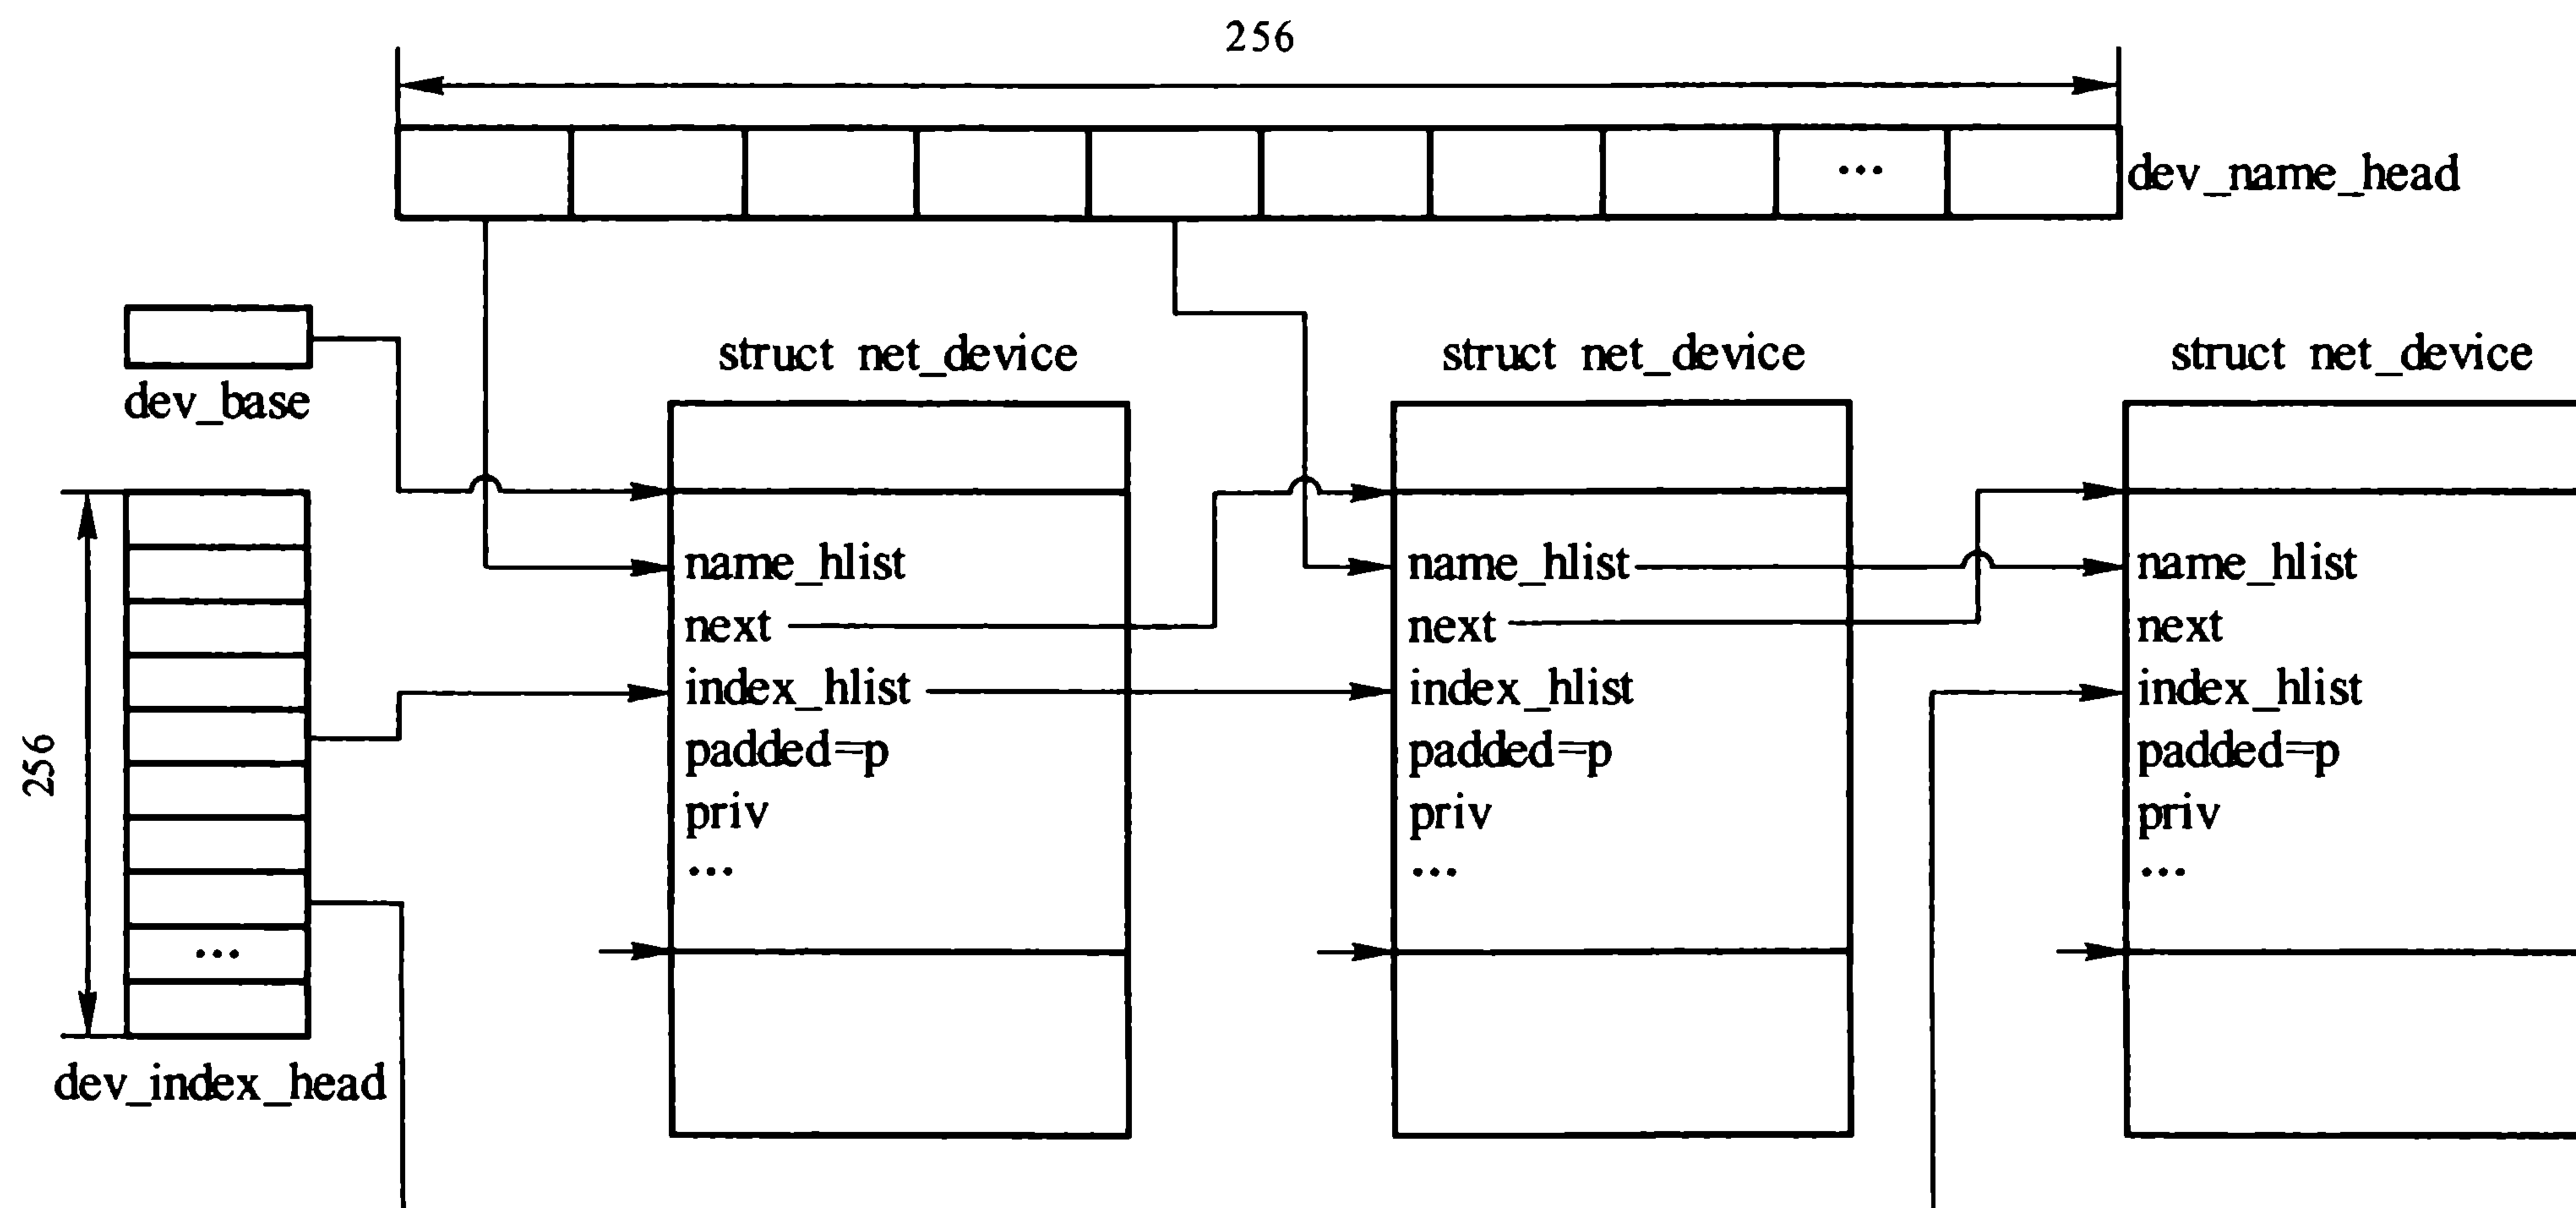 256
...
dev_name_head
dev_base
struct net_device
struct net_device
struct net_device
256
...
dev_index_head
name_hlist
next
index_hlist
padded=p
priv
...
name_hlist
next
index_hlist
padded=p
priv
...
name_hlist
next
index_hlist
padded=p
priv
...